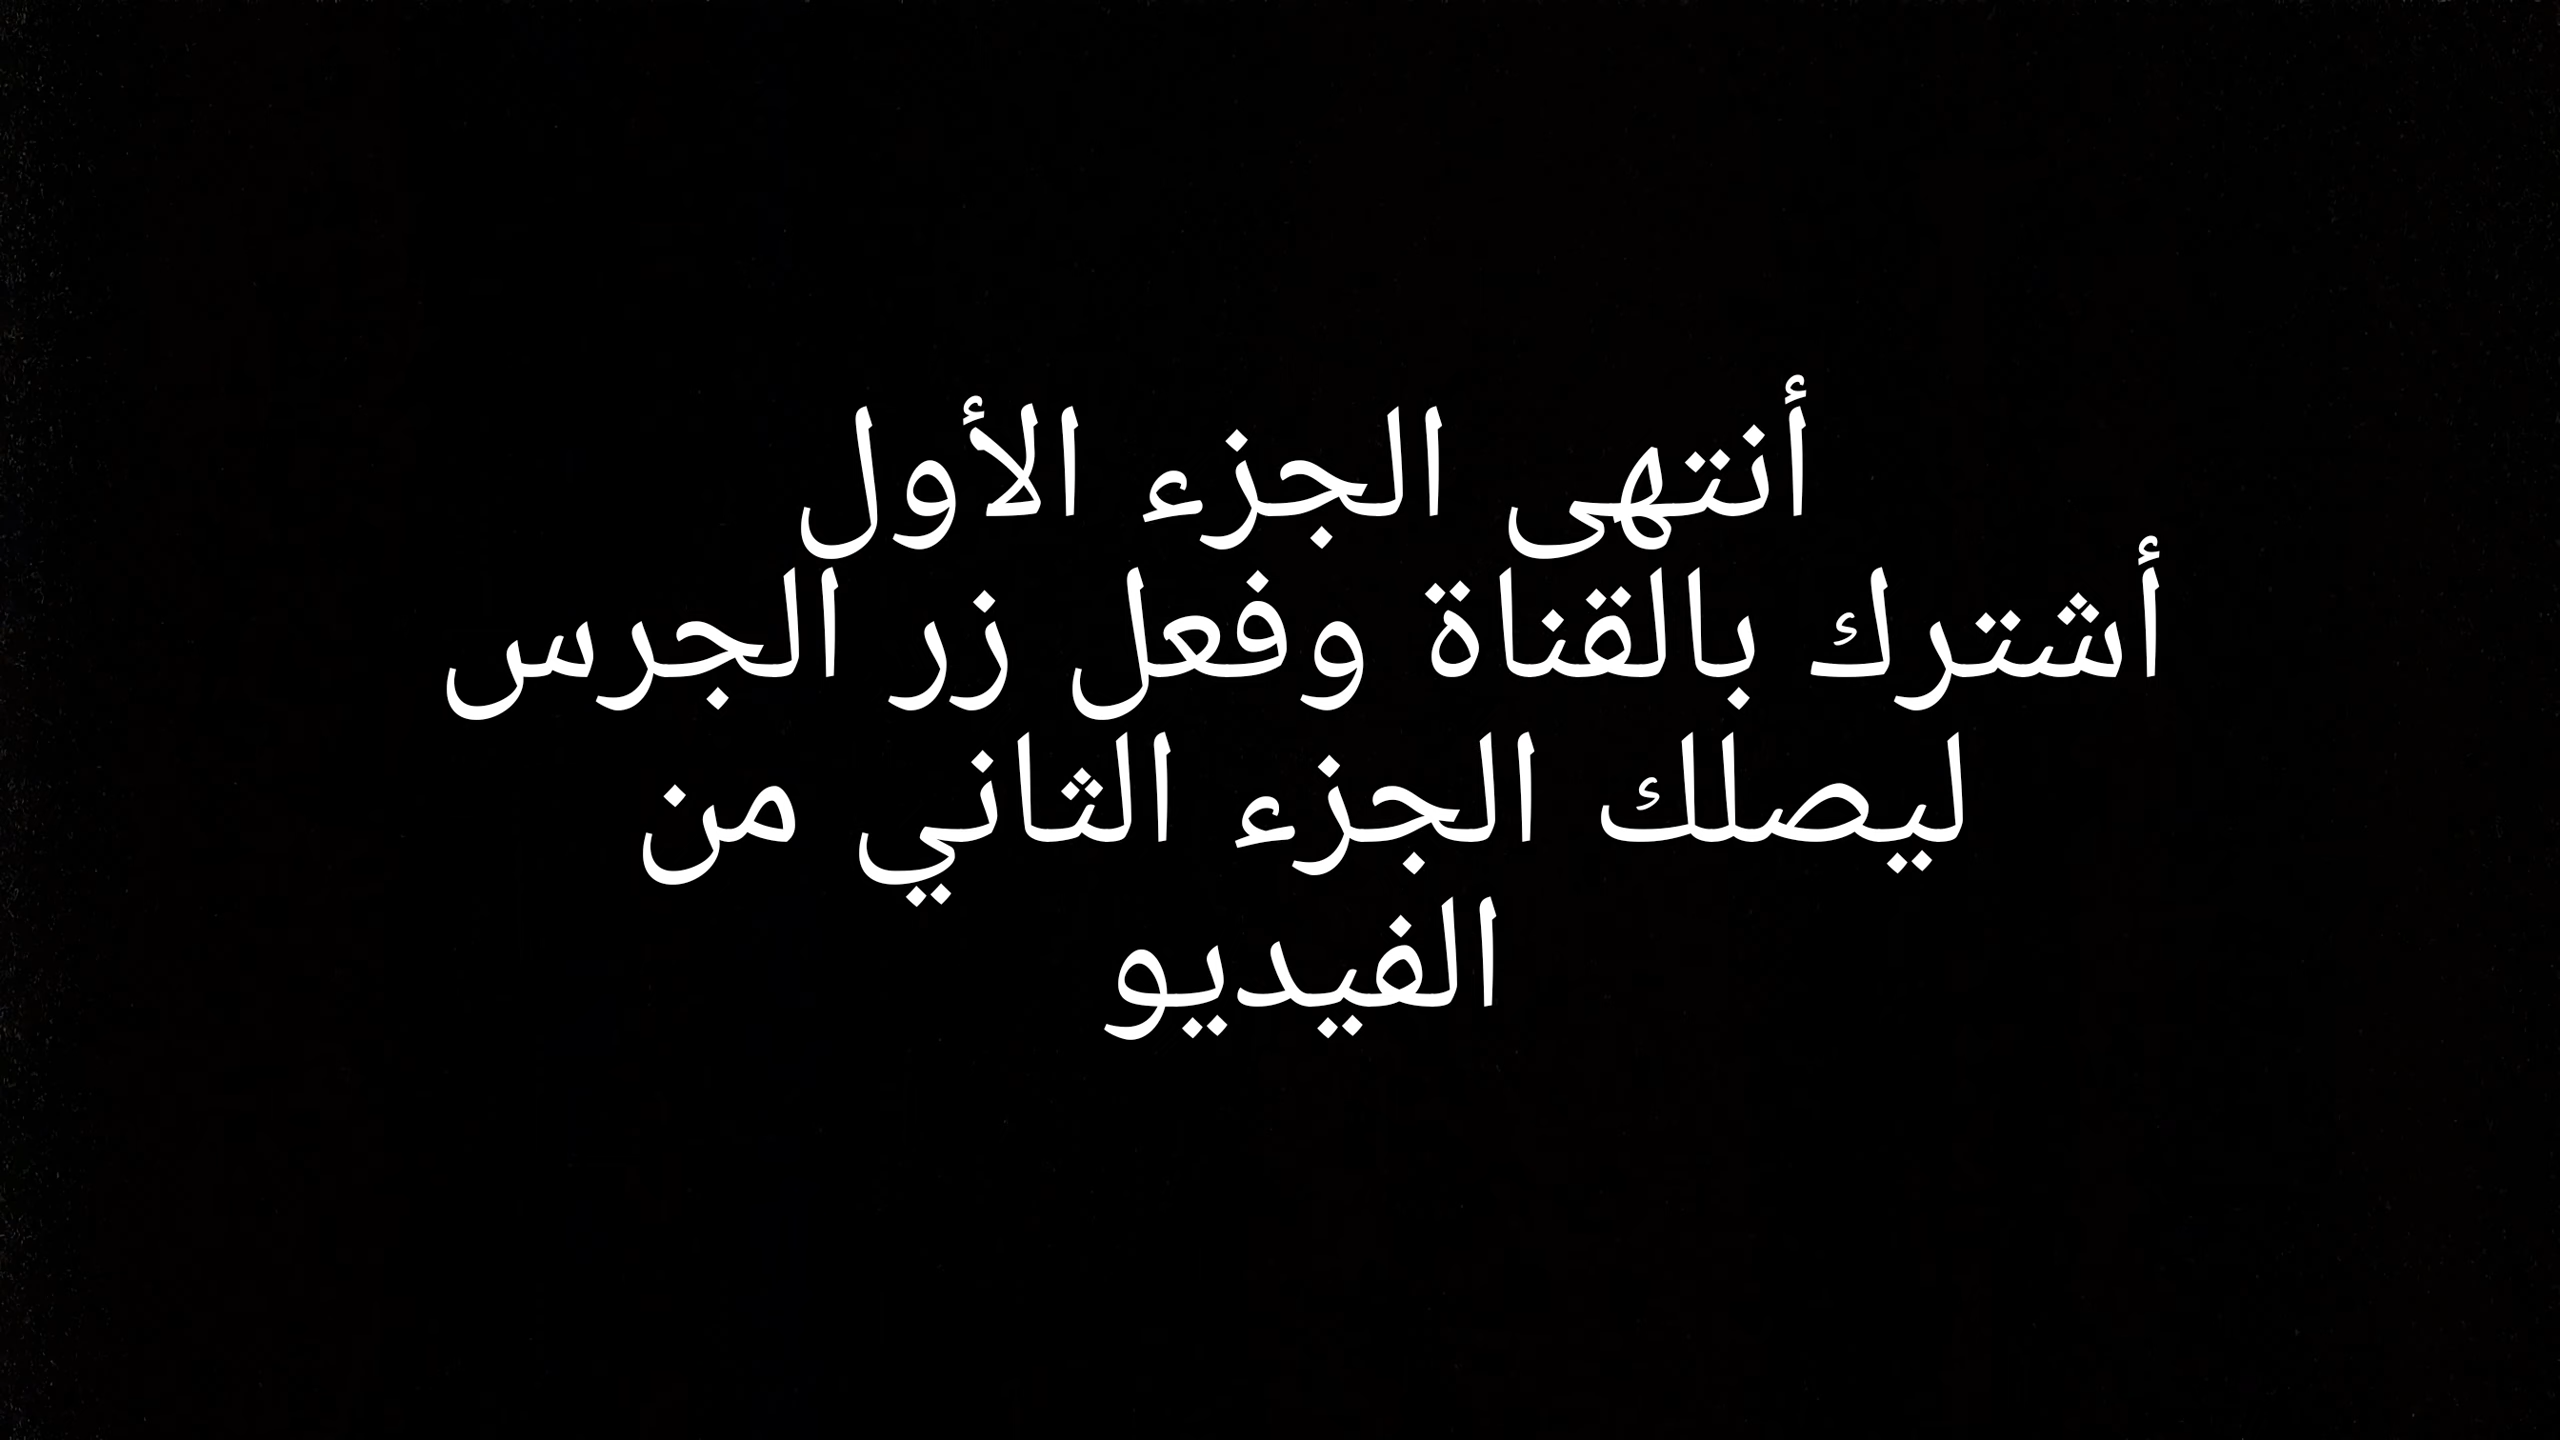 أنتهى الجزء الأول
أشترك بالقناة وفعل زر الجرس
ليصلك الجزء الثاني من
الفيديو